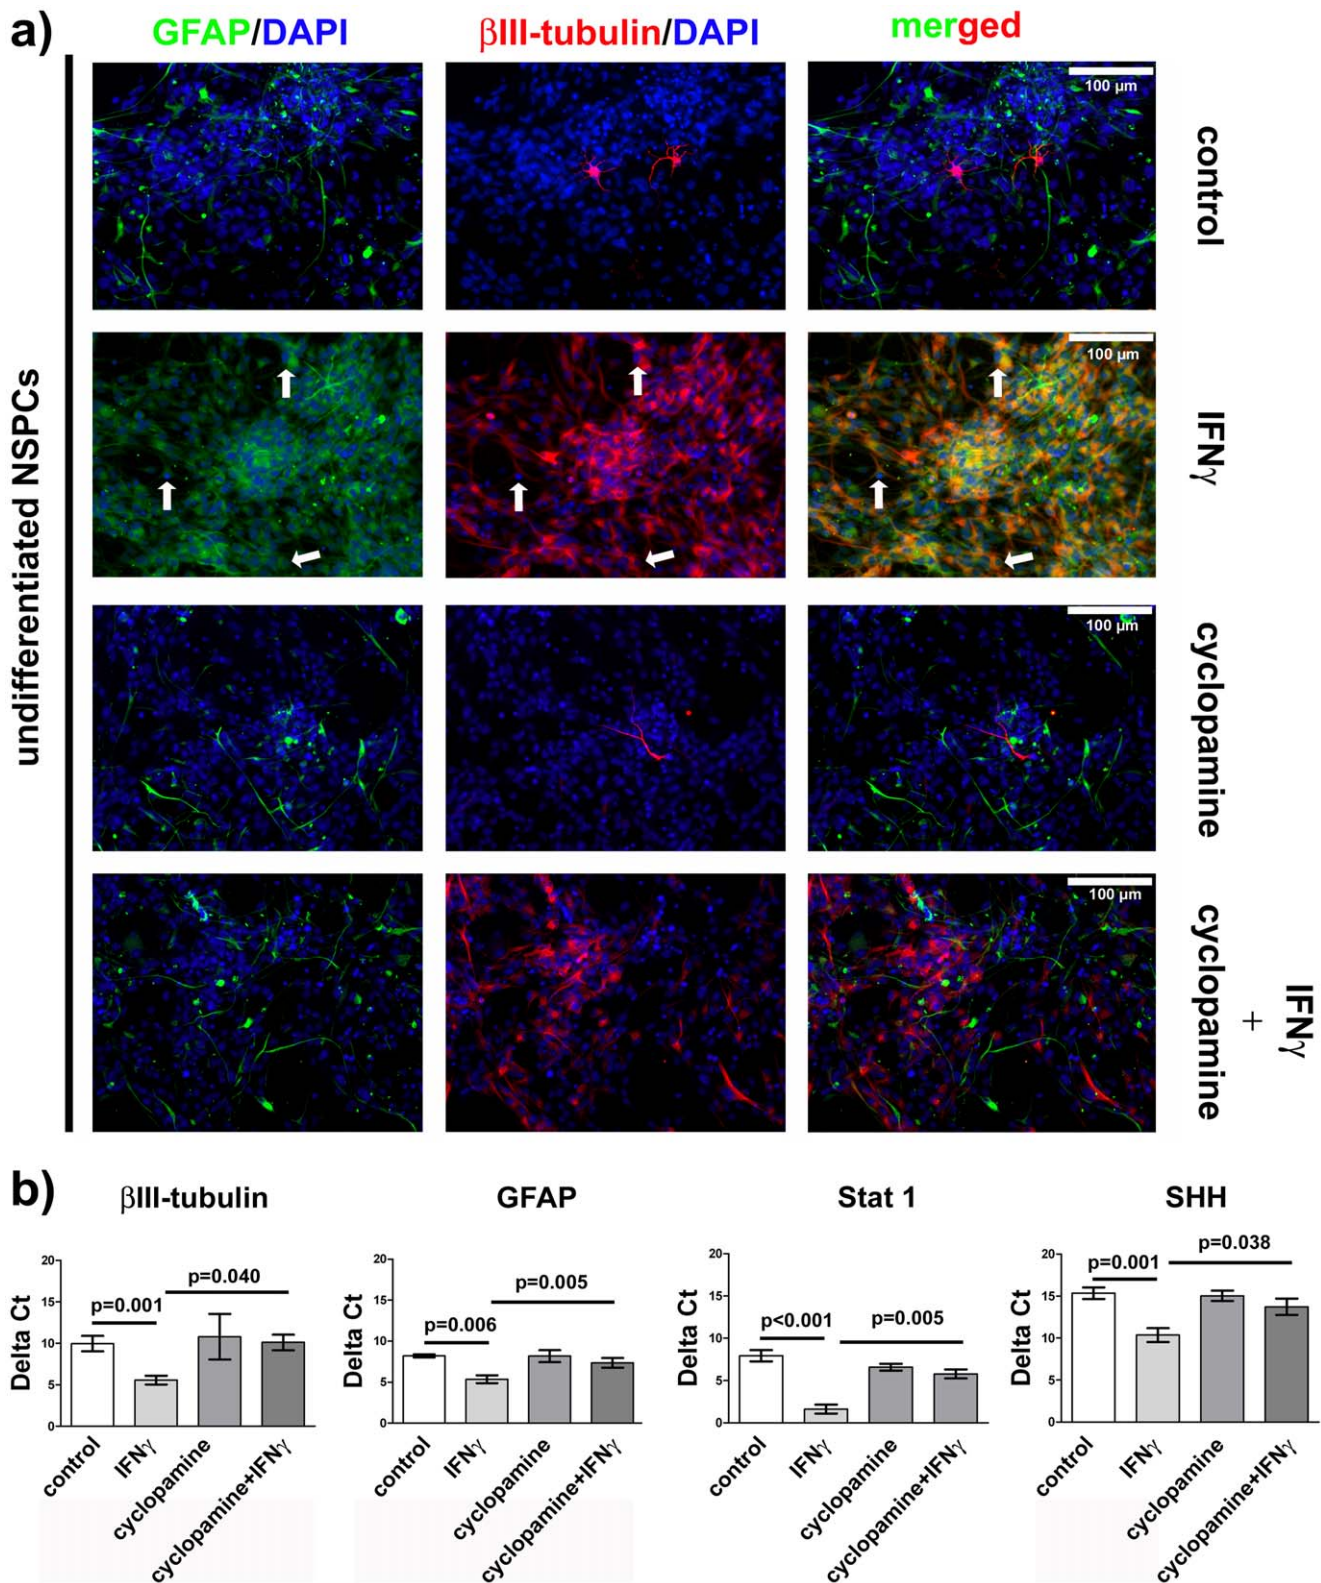 a)
GFAP/DAPI
βIII-tubulin/DAPI
merged
undifferentiated NSPCs
100 µm
control
100 µm
IFNγ
100 µm
cyclopamine
100 µm
cyclopamine
+
IFNγ
b)
βIII-tubulin
Delta Ct
20
15
10
5
0
p=0.001
p=0.040
control
IFNγ
cyclopamine
cyclopamine+IFNγ
GFAP
Delta Ct
20
15
10
5
0
p=0.006
p=0.005
control
IFNγ
cyclopamine
cyclopamine+IFNγ
Stat 1
Delta Ct
20
15
10
5
0
p<0.001
p=0.005
control
IFNγ
cyclopamine
cyclopamine+IFNγ
SHH
Delta Ct
20
15
10
5
0
p=0.001
p=0.038
control
IFNγ
cyclopamine
cyclopamine+IFNγ